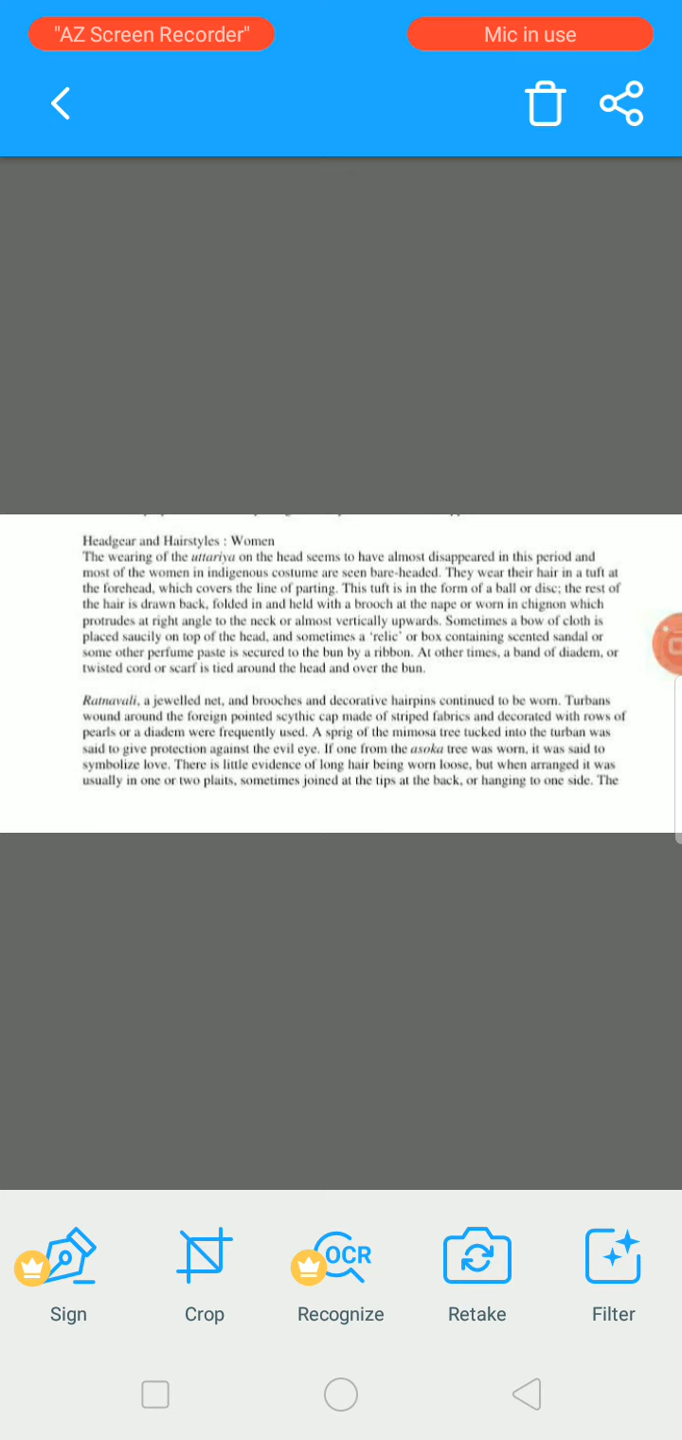 "AZ Screen Recorder"
Mic in use
Headgear and Hairstyles : Women
The wearing of the uttariya on the head seems to have almost disappeared in this period and
most of the women in indigenous costume are seen bare-headed. They wear their hair in a tuft at
the forehead, which covers the line of parting. This tuft is in the form of a ball or disc; the rest of
the hair is drawn back, folded in and held with a brooch at the nape or worn in chignon which
protrudes at right angle to the neck or almost vertically upwards. Sometimes a bow of cloth is
placed saucily on top of the head, and sometimes a ‘relic’ or box containing scented sandal or
some other perfume paste is secured to the bun by a ribbon. At other times, a band of diadem, or
twisted cord or scarf is tied around the head and over the bun.
Ratnavali, a jewelled net, and brooches and decorative hairpins continued to be worn. Turbans
wound around the foreign pointed scythic cap made of striped fabrics and decorated with rows of
pearls or a diadem were frequently used. A sprig of the mimosa tree tucked into the turban was
said to give protection against the evil eye. If one from the asoka tree was worn, it was said to
symbolize love. There is little evidence of long hair being worn loose, but when arranged it was
usually in one or two plaits, sometimes joined at the tips at the back, or hanging to one side. The
OCR
Sign Crop Recognize Retake Filter